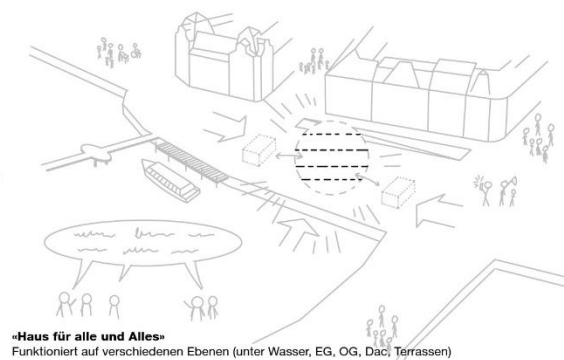 «Haus für alle und Alles»
Funktioniert auf verschiedenen Ebenen (unter Wasser, EG, OG, Dac, Terrassen)